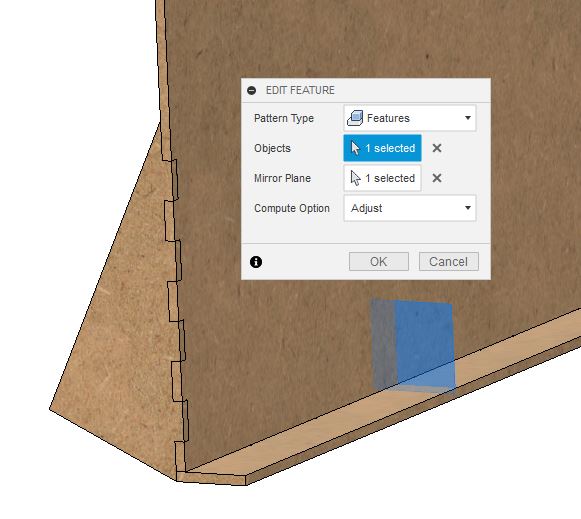 EDIT FEATURE
Pattern Type Features
Objects 1 selected
Mirror Plane 1 selected
Compute Option Adjust
OK Cancel